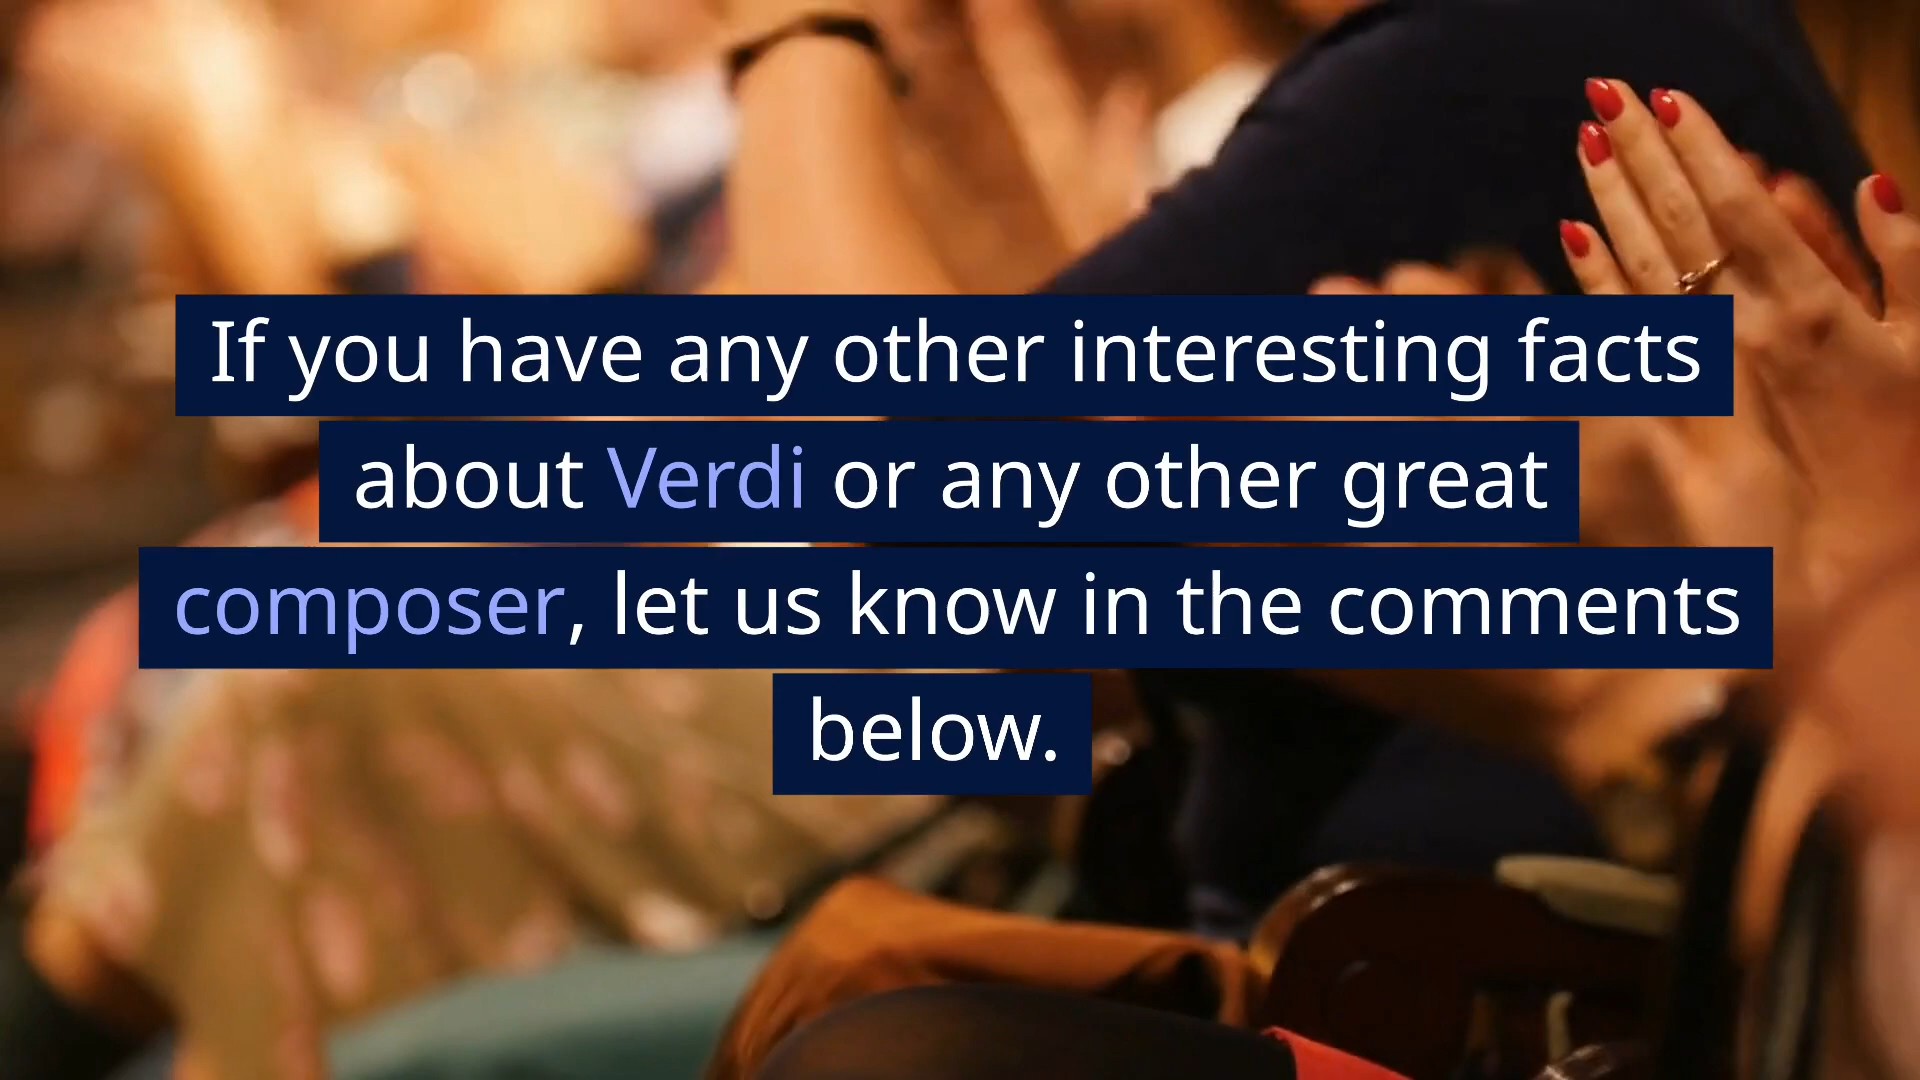 If you have any other interesting facts
about Verdi or any other great
composer, let us know in the comments
below.